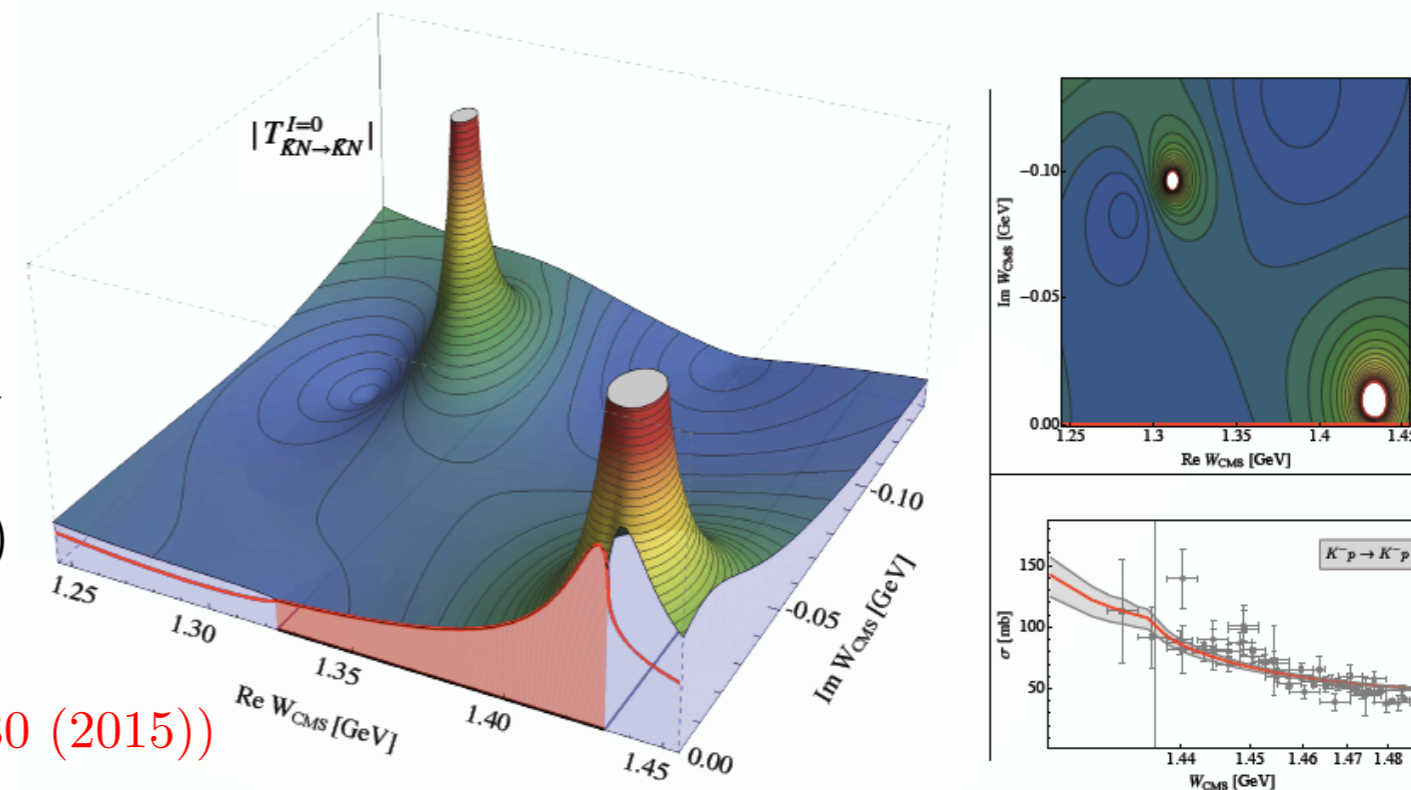 |T^{I=0}_{K̄N→K̄N}|
1.25
1.30
1.35
1.40
1.45
Re W_CMS [GeV]
0.00
-0.05
-0.10
Im W_CMS [GeV]
)
30 (2015))
−0.10
−0.05
0.00
Im W_CMS [GeV]
1.25 1.3 1.35 1.4 1.45
Re W_CMS [GeV]
K⁻p → K⁻p
150
100
50
σ [mb]
1.44 1.45 1.46 1.47 1.48
W_CMS [GeV]